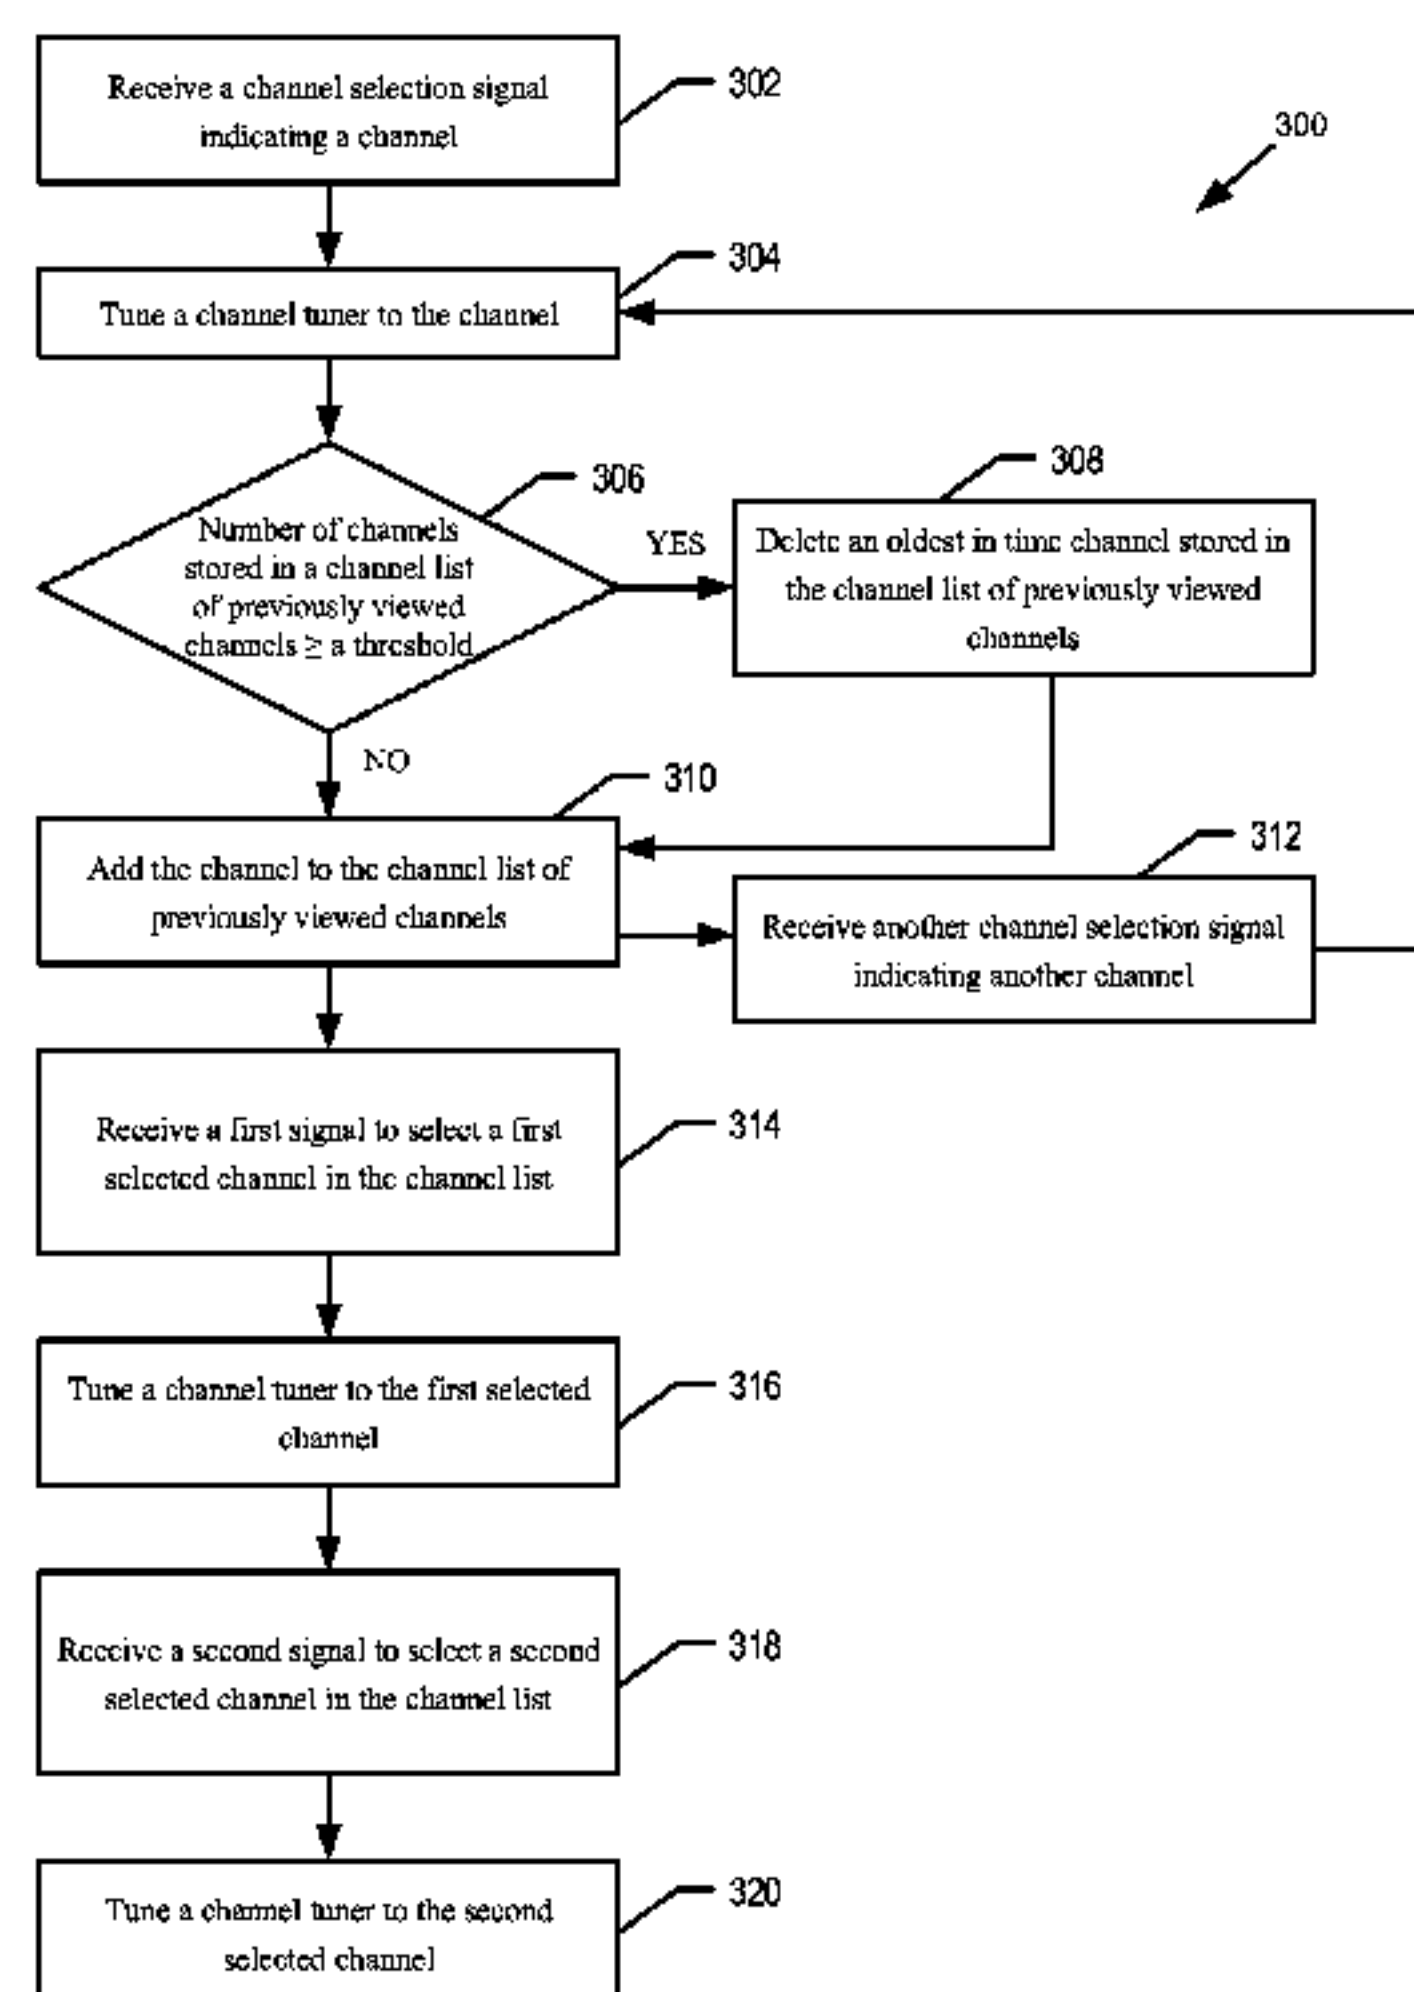 Receive a channel selection signal
indicating a channel
302
300
304
Tune a channel tuner to the channel
306
Number of channels
stored in a channel list
of previously viewed
channels ≥ a threshold
YES
308
Delete an oldest in time channel stored in
the channel list of previously viewed
channels
NO
310
Add the channel to the channel list of
previously viewed channels
312
Receive another channel selection signal
indicating another channel
314
Receive a first signal to select a first
selected channel in the channel list
316
Tune a channel tuner to the first selected
channel
318
Receive a second signal to select a second
selected channel in the channel list
320
Tune a channel tuner to the second
selected channel